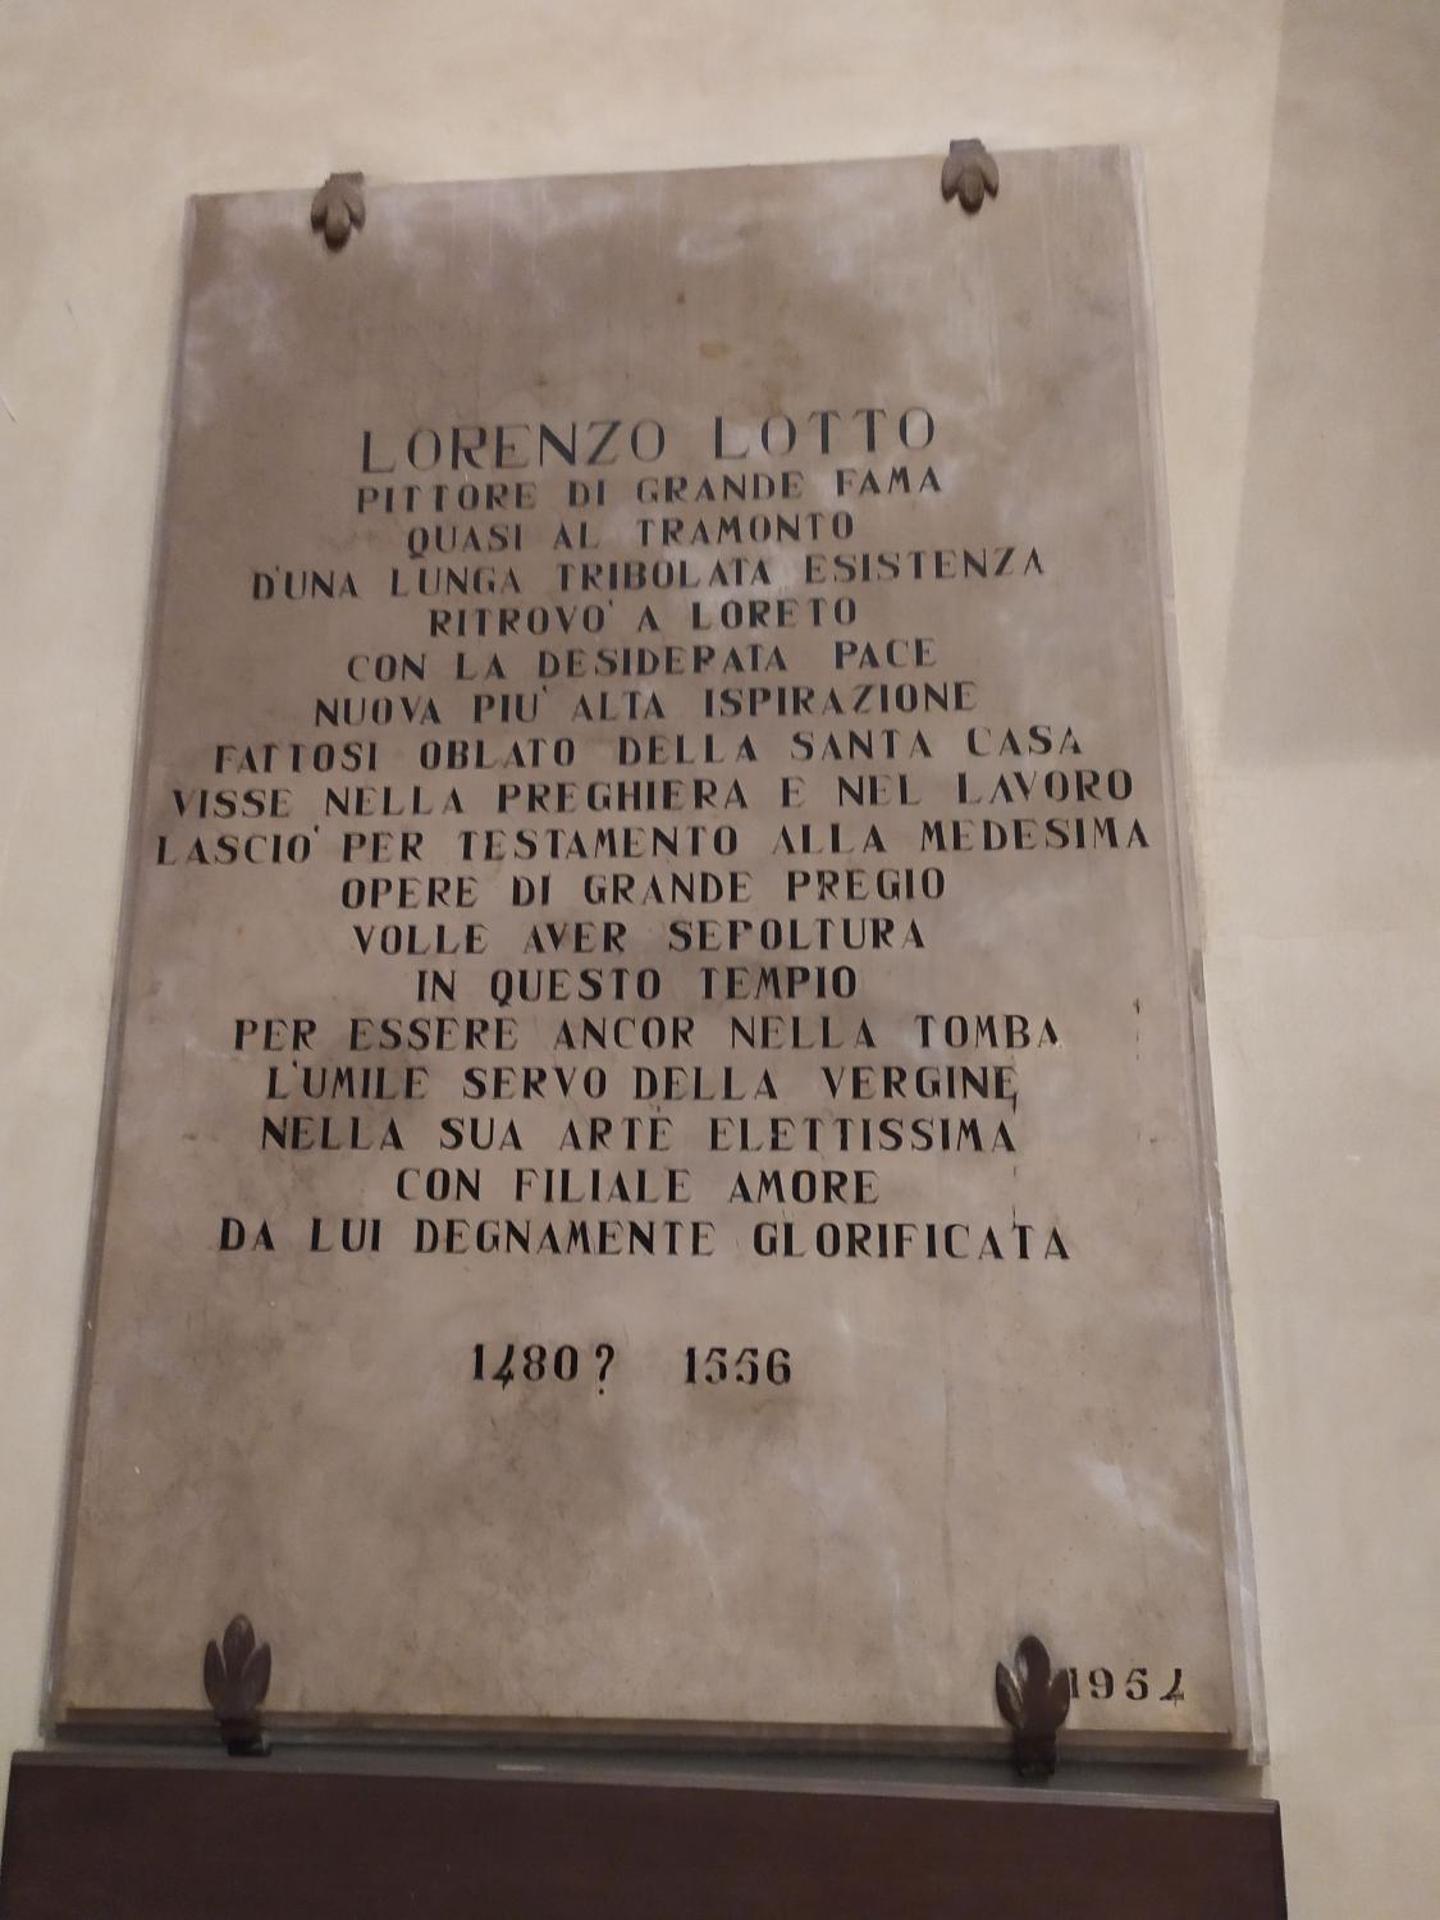 LORENZO LOTTO
PITTORE DI GRANDE FAMA
QUASI AL TRAMONTO
D'UNA LUNGA TRIBOLATA ESISTENZA
RITROVO' A LORETO
CON LA DESIDERATA PACE
NUOVA PIU' ALTA ISPIRAZIONE
FATTOSI OBLATO DELLA SANTA CASA
VISSE NELLA PREGHIERA E NEL LAVORO
LASCIO' PER TESTAMENTO ALLA MEDESIMA
OPERE DI GRANDE PREGIO
VOLLE AVER SEPOLTURA
IN QUESTO TEMPIO
PER ESSERE ANCOR NELLA TOMBA
L'UMILE SERVO DELLA VERGINE
NELLA SUA ARTE ELETTISSIMA
CON FILIALE AMORE
DA LUI DEGNAMENTE GLORIFICATA
1480? 1556
1954